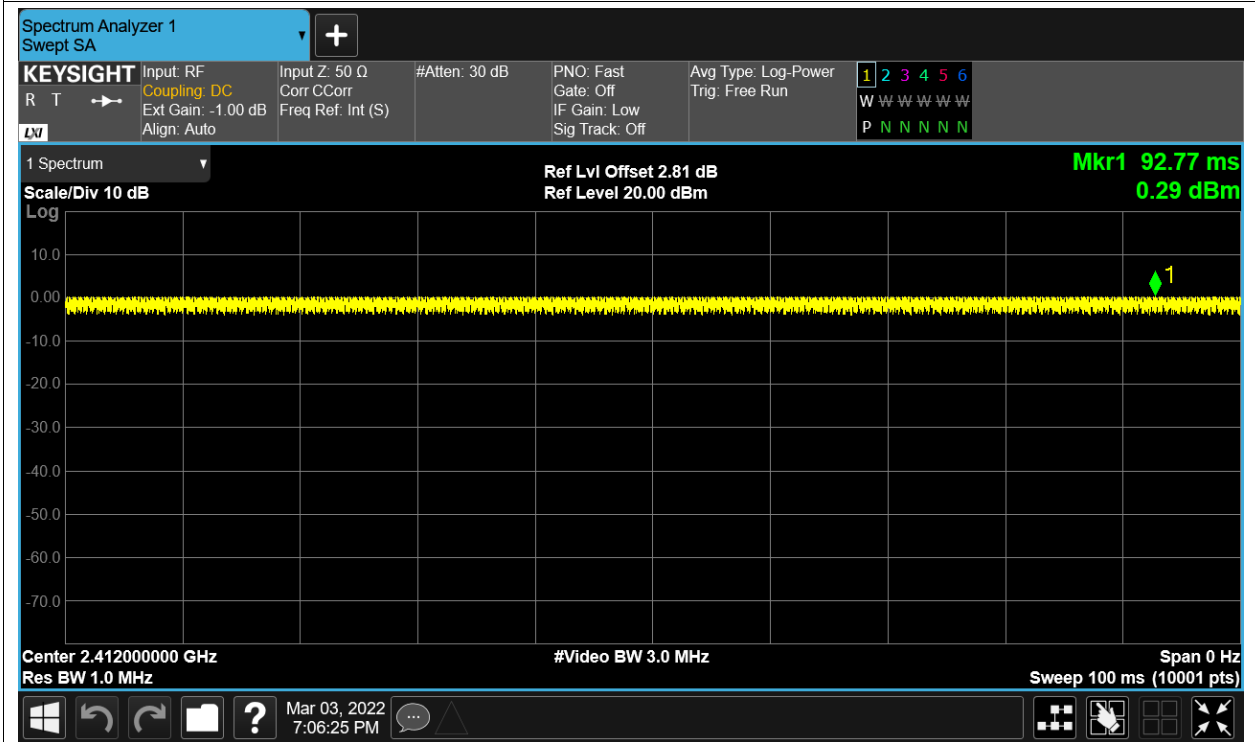 Spectrum Analyzer 1
Swept SA
KEYSIGHT
R T
LXI
Input: RF
Coupling: DC
Ext Gain: -1.00 dB
Align: Auto
Input Z: 50 Ω
Corr CCorr
Freq Ref: Int (S)
#Atten: 30 dB
PNO: Fast
Gate: Off
IF Gain: Low
Sig Track: Off
Avg Type: Log-Power
Trig: Free Run
1 2 3 4 5 6
W W W W W W
P N N N N N
1 Spectrum
Scale/Div 10 dB
Ref Lvl Offset 2.81 dB
Ref Level 20.00 dBm
Mkr1 92.77 ms
0.29 dBm
Log
10.0
0.00
-10.0
-20.0
-30.0
-40.0
-50.0
-60.0
-70.0
1
Center 2.412000000 GHz
Res BW 1.0 MHz
#Video BW 3.0 MHz
Span 0 Hz
Sweep 100 ms (10001 pts)
?
Mar 03, 2022
7:06:25 PM